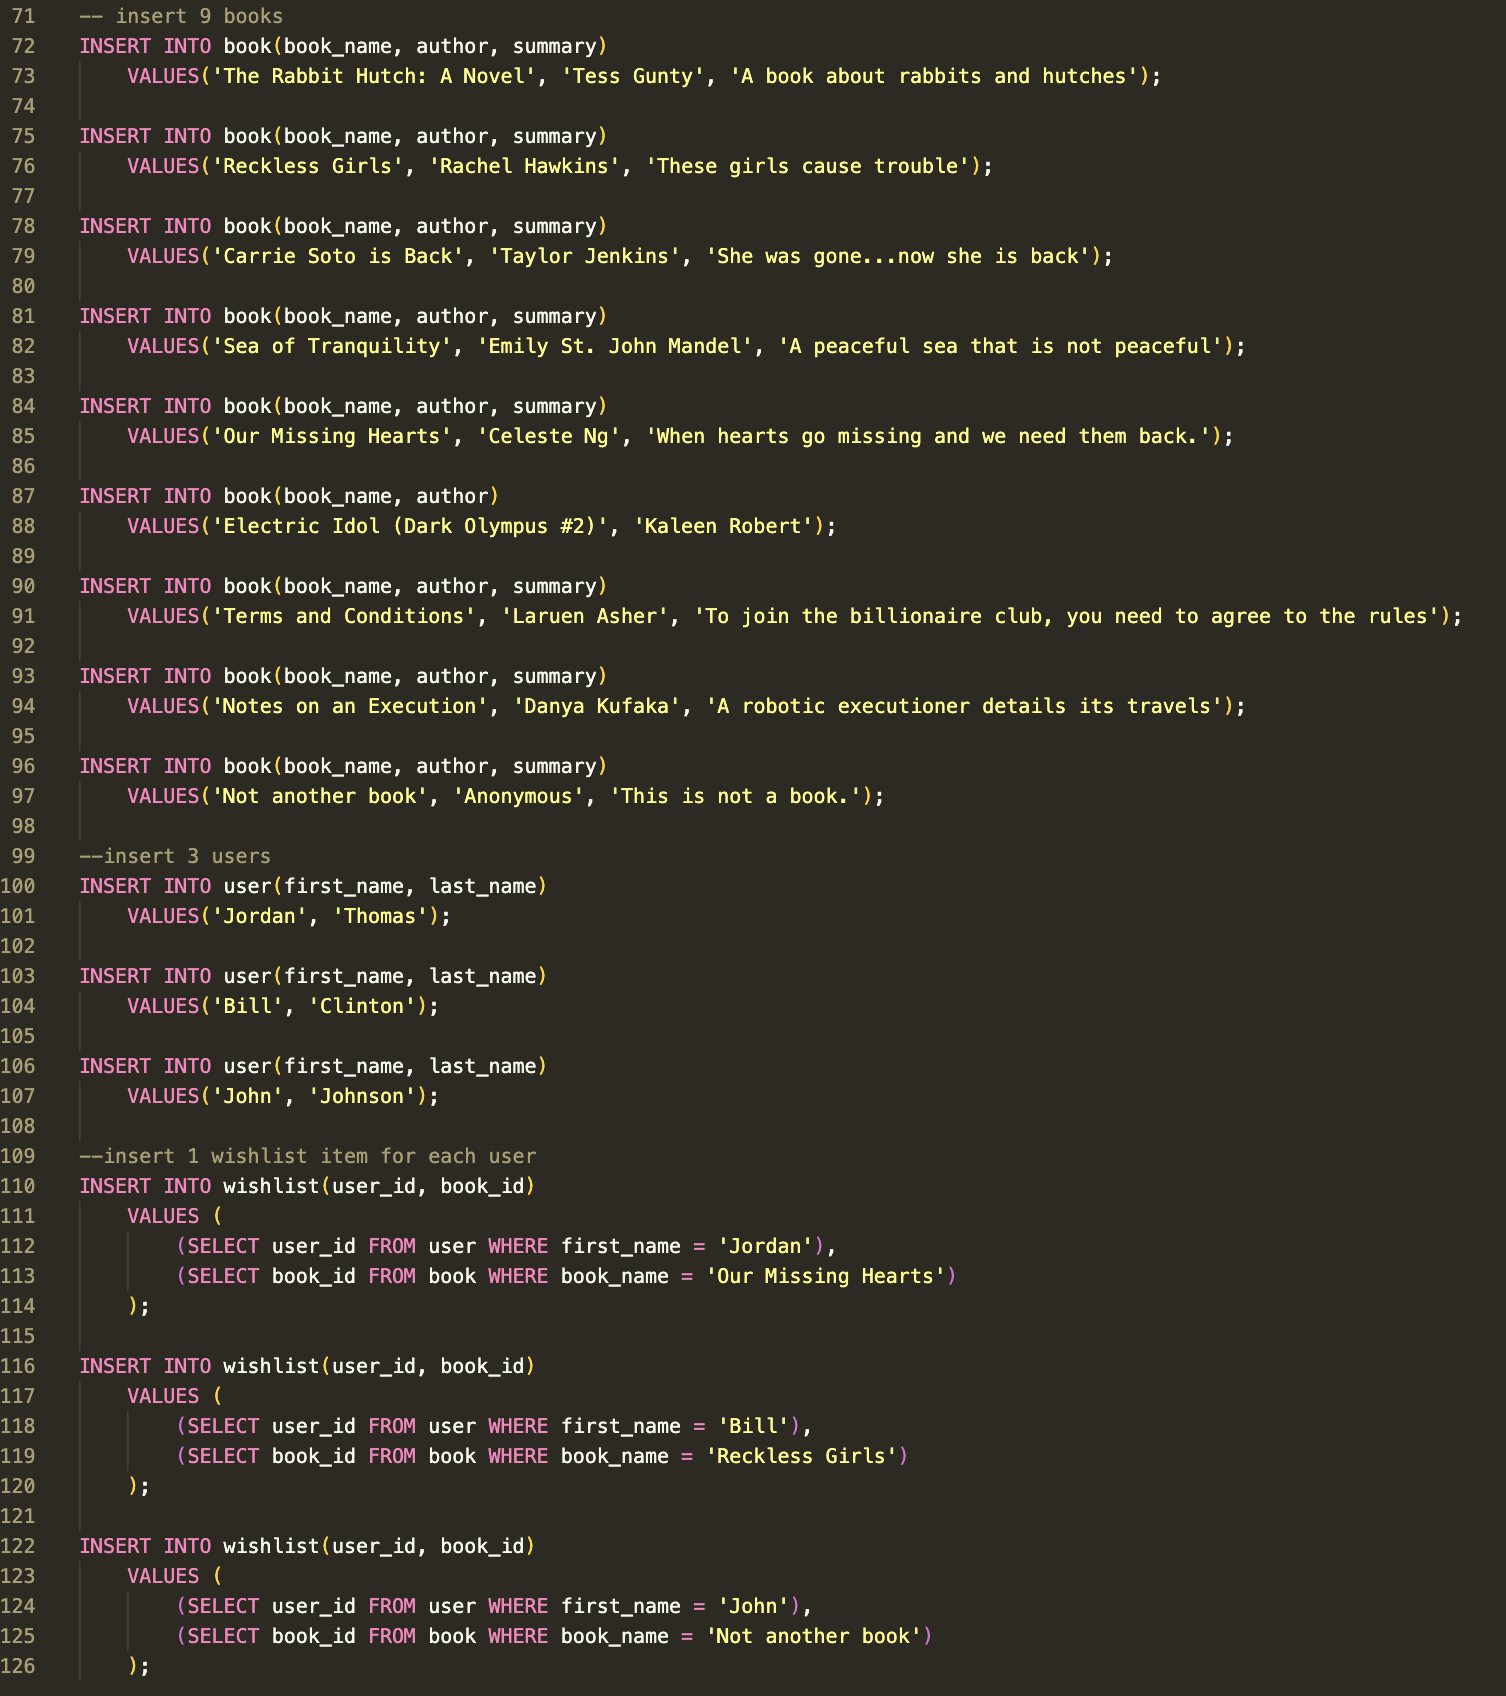 71 -- insert 9 books
72 INSERT INTO book(book_name, author, summary)
73 VALUES('The Rabbit Hutch: A Novel', 'Tess Gunty', 'A book about rabbits and hutches');
74
75 INSERT INTO book(book_name, author, summary)
76 VALUES('Reckless Girls', 'Rachel Hawkins', 'These girls cause trouble');
77
78 INSERT INTO book(book_name, author, summary)
79 VALUES('Carrie Soto is Back', 'Taylor Jenkins', 'She was gone...now she is back');
80
81 INSERT INTO book(book_name, author, summary)
82 VALUES('Sea of Tranquility', 'Emily St. John Mandel', 'A peaceful sea that is not peaceful');
83
84 INSERT INTO book(book_name, author, summary)
85 VALUES('Our Missing Hearts', 'Celeste Ng', 'When hearts go missing and we need them back.');
86
87 INSERT INTO book(book_name, author)
88 VALUES('Electric Idol (Dark Olympus #2)', 'Kaleen Robert');
89
90 INSERT INTO book(book_name, author, summary)
91 VALUES('Terms and Conditions', 'Laruen Asher', 'To join the billionaire club, you need to agree to the rules');
92
93 INSERT INTO book(book_name, author, summary)
94 VALUES('Notes on an Execution', 'Danya Kufaka', 'A robotic executioner details its travels');
95
96 INSERT INTO book(book_name, author, summary)
97 VALUES('Not another book', 'Anonymous', 'This is not a book.');
98
99 --insert 3 users
100 INSERT INTO user(first_name, last_name)
101 VALUES('Jordan', 'Thomas');
102
103 INSERT INTO user(first_name, last_name)
104 VALUES('Bill', 'Clinton');
105
106 INSERT INTO user(first_name, last_name)
107 VALUES('John', 'Johnson');
108
109 --insert 1 wishlist item for each user
110 INSERT INTO wishlist(user_id, book_id)
111 VALUES (
112 (SELECT user_id FROM user WHERE first_name = 'Jordan'),
113 (SELECT book_id FROM book WHERE book_name = 'Our Missing Hearts')
114 );
115
116 INSERT INTO wishlist(user_id, book_id)
117 VALUES (
118 (SELECT user_id FROM user WHERE first_name = 'Bill'),
119 (SELECT book_id FROM book WHERE book_name = 'Reckless Girls')
120 );
121
122 INSERT INTO wishlist(user_id, book_id)
123 VALUES (
124 (SELECT user_id FROM user WHERE first_name = 'John'),
125 (SELECT book_id FROM book WHERE book_name = 'Not another book')
126 );